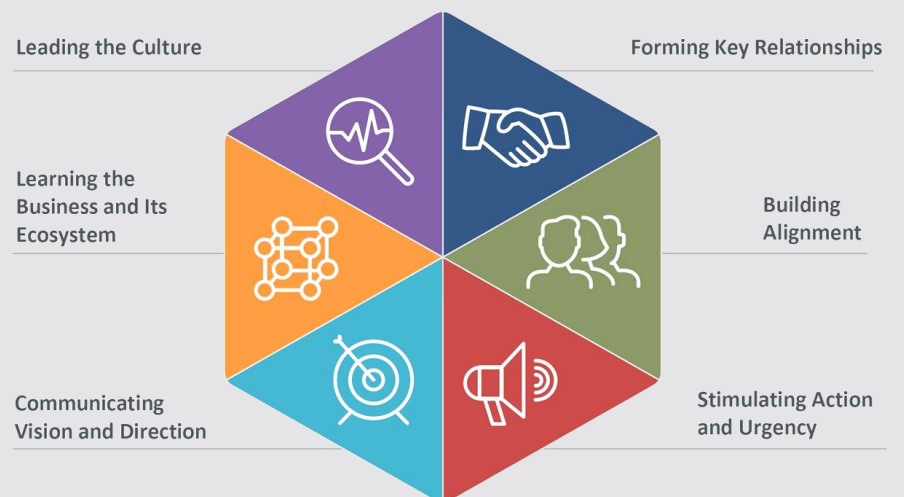 Leading the Culture
Forming Key Relationships
Learning the
Business and Its
Ecosystem
Building
Alignment
Communicating
Vision and Direction
Stimulating Action
and Urgency